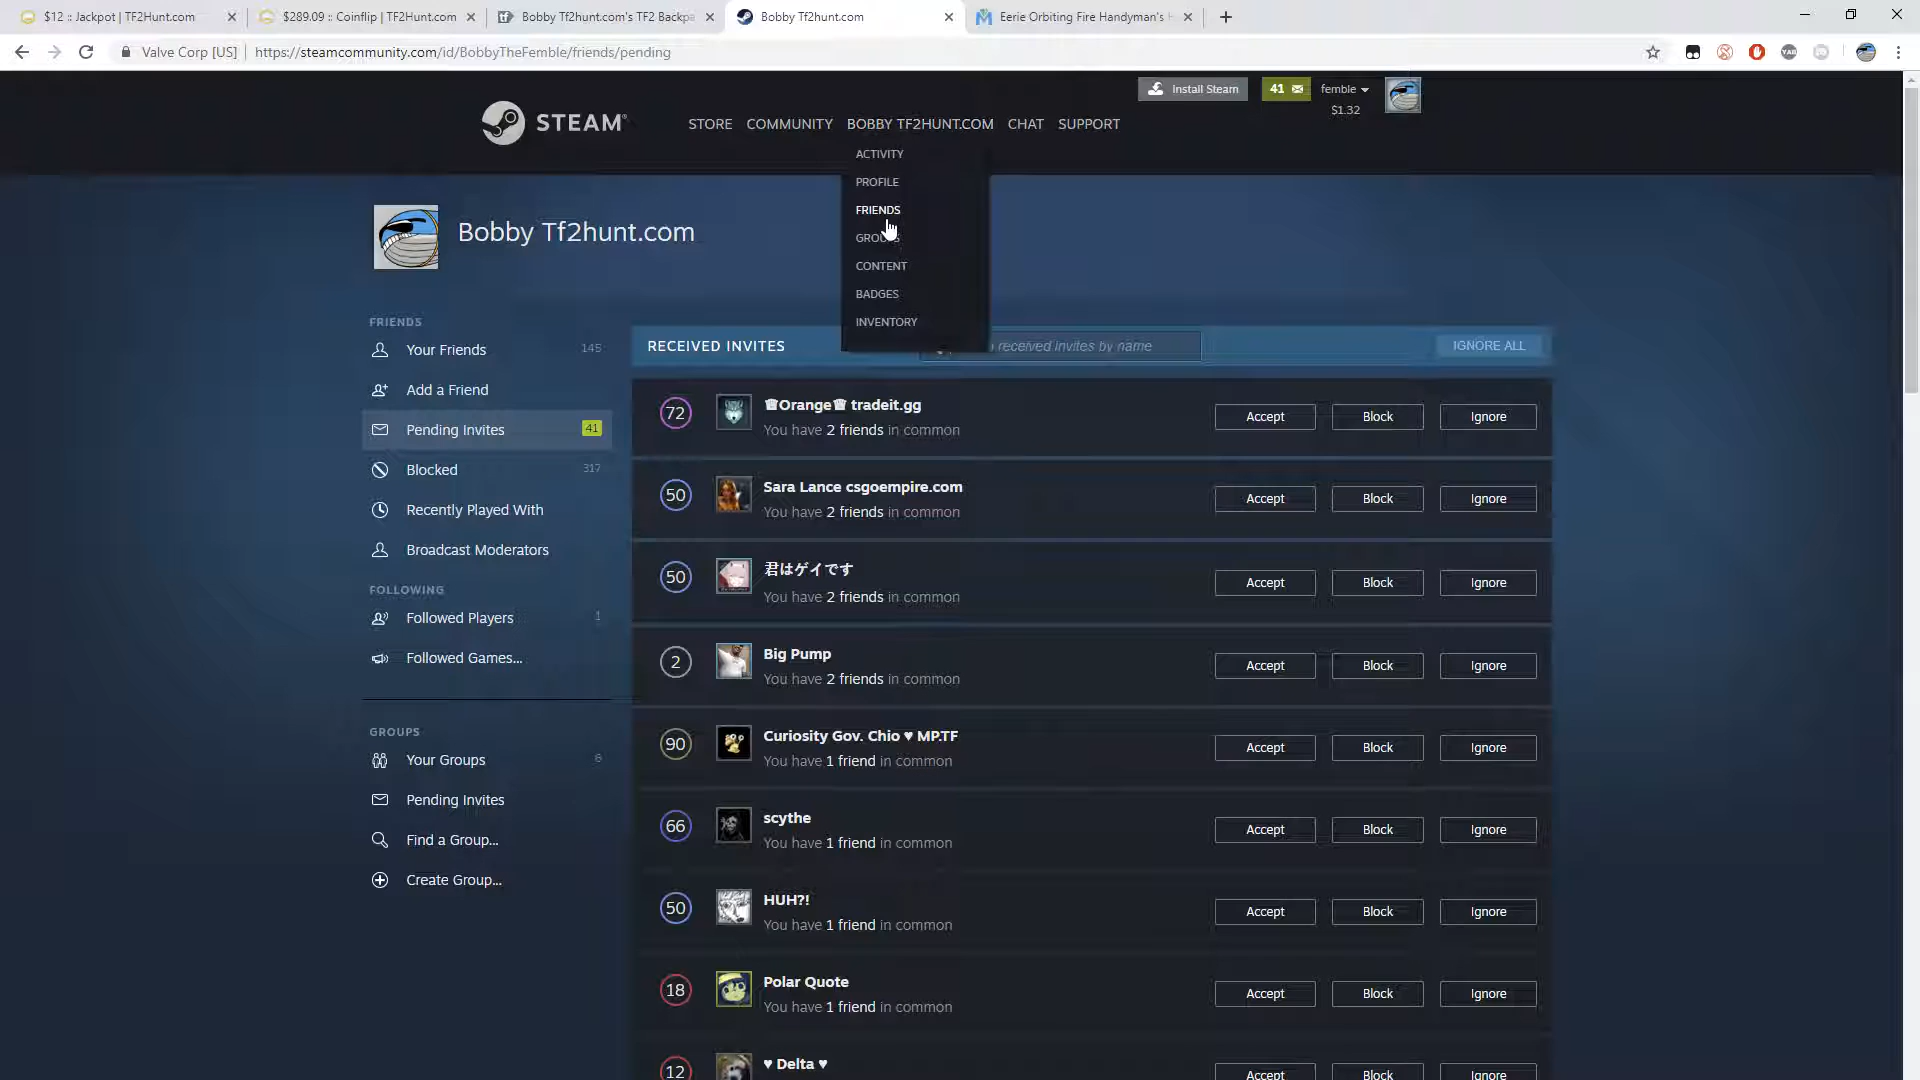 $12 :: Jackpot | TF2Hunt.com
$289.09 :: Coinflip | TF2Hunt.com
Bobby Tf2hunt.com's TF2 Backpa
Bobby Tf2hunt.com
Eerie Orbiting Fire Handyman's H
Valve Corp [US]
https://steamcommunity.com/id/BobbyTheFemble/friends/pending
Install Steam
41
femble
$1.32
STEAM
STORE
COMMUNITY
BOBBY TF2HUNT.COM
CHAT
SUPPORT
ACTIVITY
PROFILE
FRIENDS
GROUPS
CONTENT
BADGES
INVENTORY
Bobby Tf2hunt.com
FRIENDS
Your Friends 145
Add a Friend
Pending Invites 41
Blocked 317
Recently Played With
Broadcast Moderators
FOLLOWING
Followed Players 1
Followed Games...
GROUPS
Your Groups 6
Pending Invites
Find a Group...
Create Group...
RECEIVED INVITES
received invites by name
IGNORE ALL
72
♕Orange♕ tradeit.gg
You have 2 friends in common
Accept Block Ignore
50
Sara Lance csgoempire.com
You have 2 friends in common
Accept Block Ignore
50
君はゲイです
You have 2 friends in common
Accept Block Ignore
2
Big Pump
You have 2 friends in common
Accept Block Ignore
90
Curiosity Gov. Chio ♥ MP.TF
You have 1 friend in common
Accept Block Ignore
66
scythe
You have 1 friend in common
Accept Block Ignore
50
HUH?!
You have 1 friend in common
Accept Block Ignore
18
Polar Quote
You have 1 friend in common
Accept Block Ignore
12
♥ Delta ♥
Accept Block Ignore